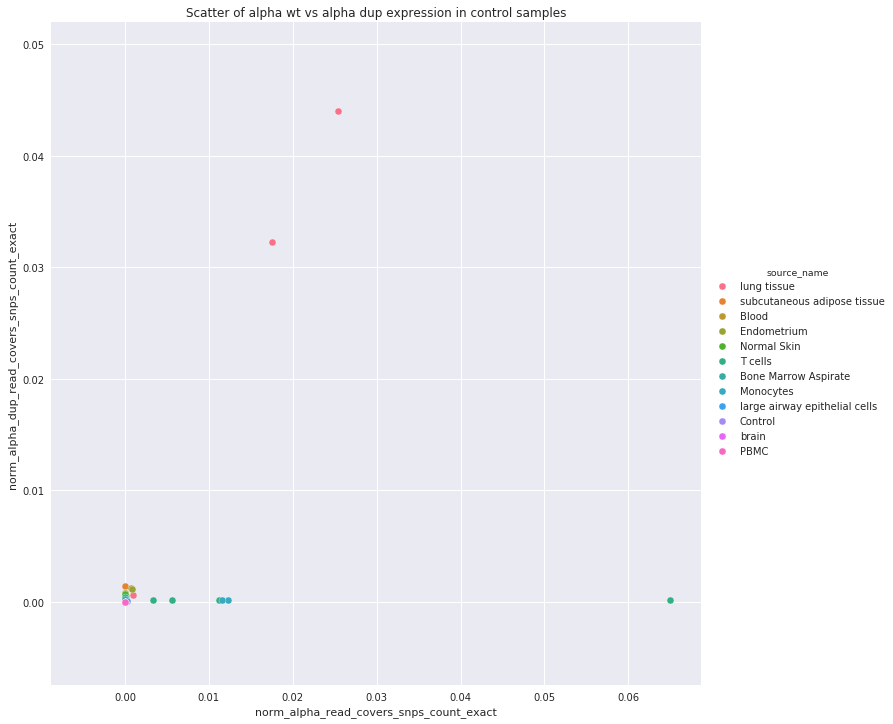 Scatter of alpha wt vs alpha dup expression in control samples
norm_alpha_dup_read_covers_snps_count_exact
0.05
0.04
0.03
0.02
0.01
0.00
0.00 0.01 0.02 0.03 0.04 0.05 0.06
norm_alpha_read_covers_snps_count_exact
source_name
lung tissue
subcutaneous adipose tissue
Blood
Endometrium
Normal Skin
T cells
Bone Marrow Aspirate
Monocytes
large airway epithelial cells
Control
brain
PBMC